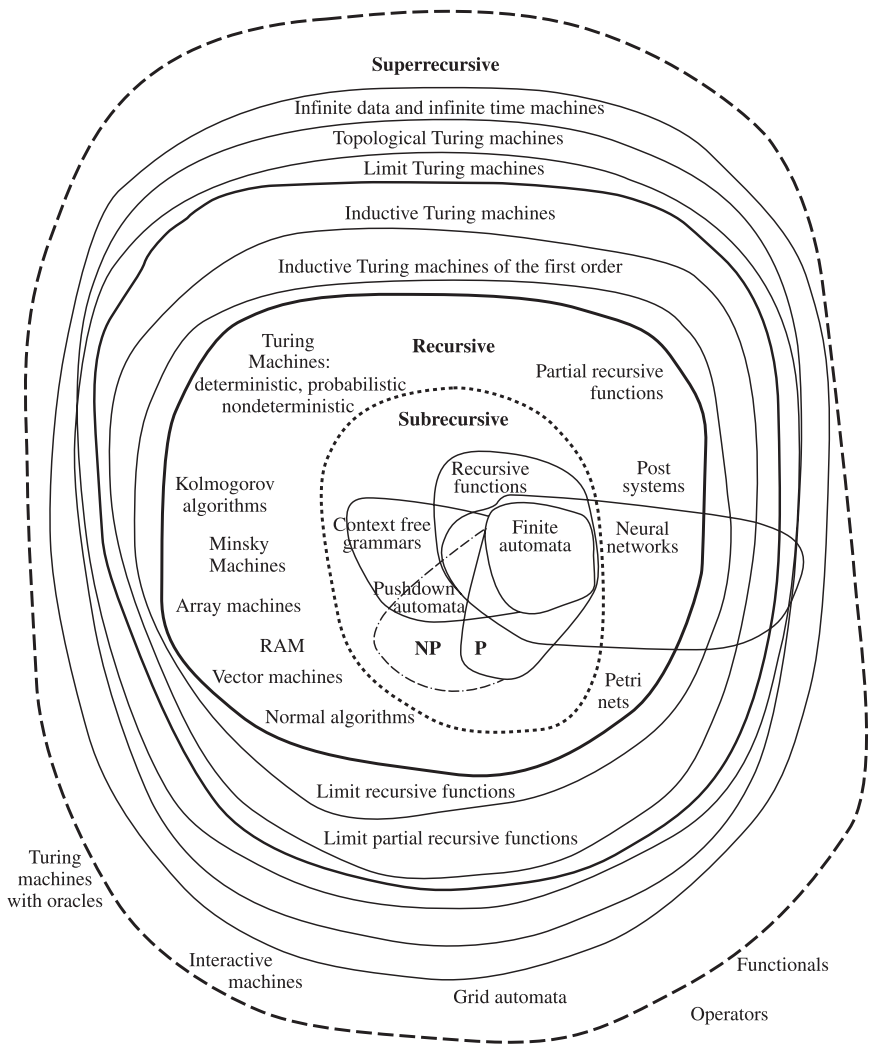 Superrecursive
Infinite data and infinite time machines
Topological Turing machines
Limit Turing machines
Inductive Turing machines
Inductive Turing machines of the first order
Turing
Machines:
deterministic, probabilistic
nondeterministic
Recursive
Partial recursive
functions
Subrecursive
Recursive
functions
Post
systems
Kolmogorov
algorithms
Context free
grammars
Finite
automata
Neural
networks
Minsky
Machines
Pushdown
automata
Array machines
RAM
NP
P
Vector machines
Petri
nets
Normal algorithms
Limit recursive functions
Limit partial recursive functions
Turing
machines
with oracles
Interactive
machines
Grid automata
Functionals
Operators